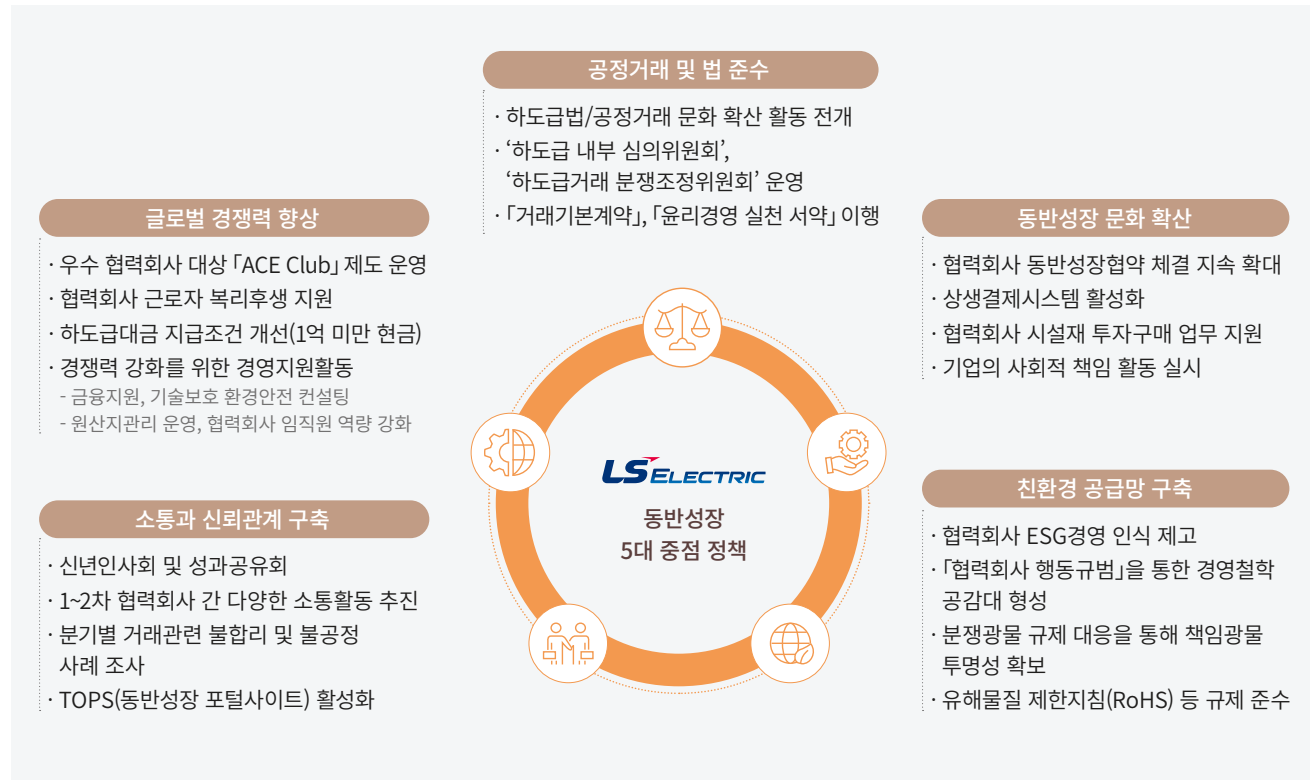 공정거래 및 법 준수
· 하도급법/공정거래 문화 확산 활동 전개
· ‘하도급 내부 심의위원회’,
‘하도급거래 분쟁조정위원회’ 운영
· 「거래기본계약」, 「윤리경영 실천 서약」 이행
글로벌 경쟁력 향상
· 우수 협력회사 대상 「ACE Club」 제도 운영
· 협력회사 근로자 복리후생 지원
· 하도급대금 지급조건 개선(1억 미만 현금)
· 경쟁력 강화를 위한 경영지원활동
- 금융지원, 기술보호 환경안전 컨설팅
- 원산지관리 운영, 협력회사 임직원 역량 강화
동반성장 문화 확산
· 협력회사 동반성장협약 체결 지속 확대
· 상생결제시스템 활성화
· 협력회사 시설재 투자구매 업무 지원
· 기업의 사회적 책임 활동 실시
LS ELECTRIC
동반성장
5대 중점 정책
소통과 신뢰관계 구축
· 신년인사회 및 성과공유회
· 1~2차 협력회사 간 다양한 소통활동 추진
· 분기별 거래관련 불합리 및 불공정
사례 조사
· TOPS(동반성장 포털사이트) 활성화
친환경 공급망 구축
· 협력회사 ESG경영 인식 제고
· 「협력회사 행동규범」을 통한 경영철학
공감대 형성
· 분쟁광물 규제 대응을 통해 책임광물
투명성 확보
· 유해물질 제한지침(RoHS) 등 규제 준수